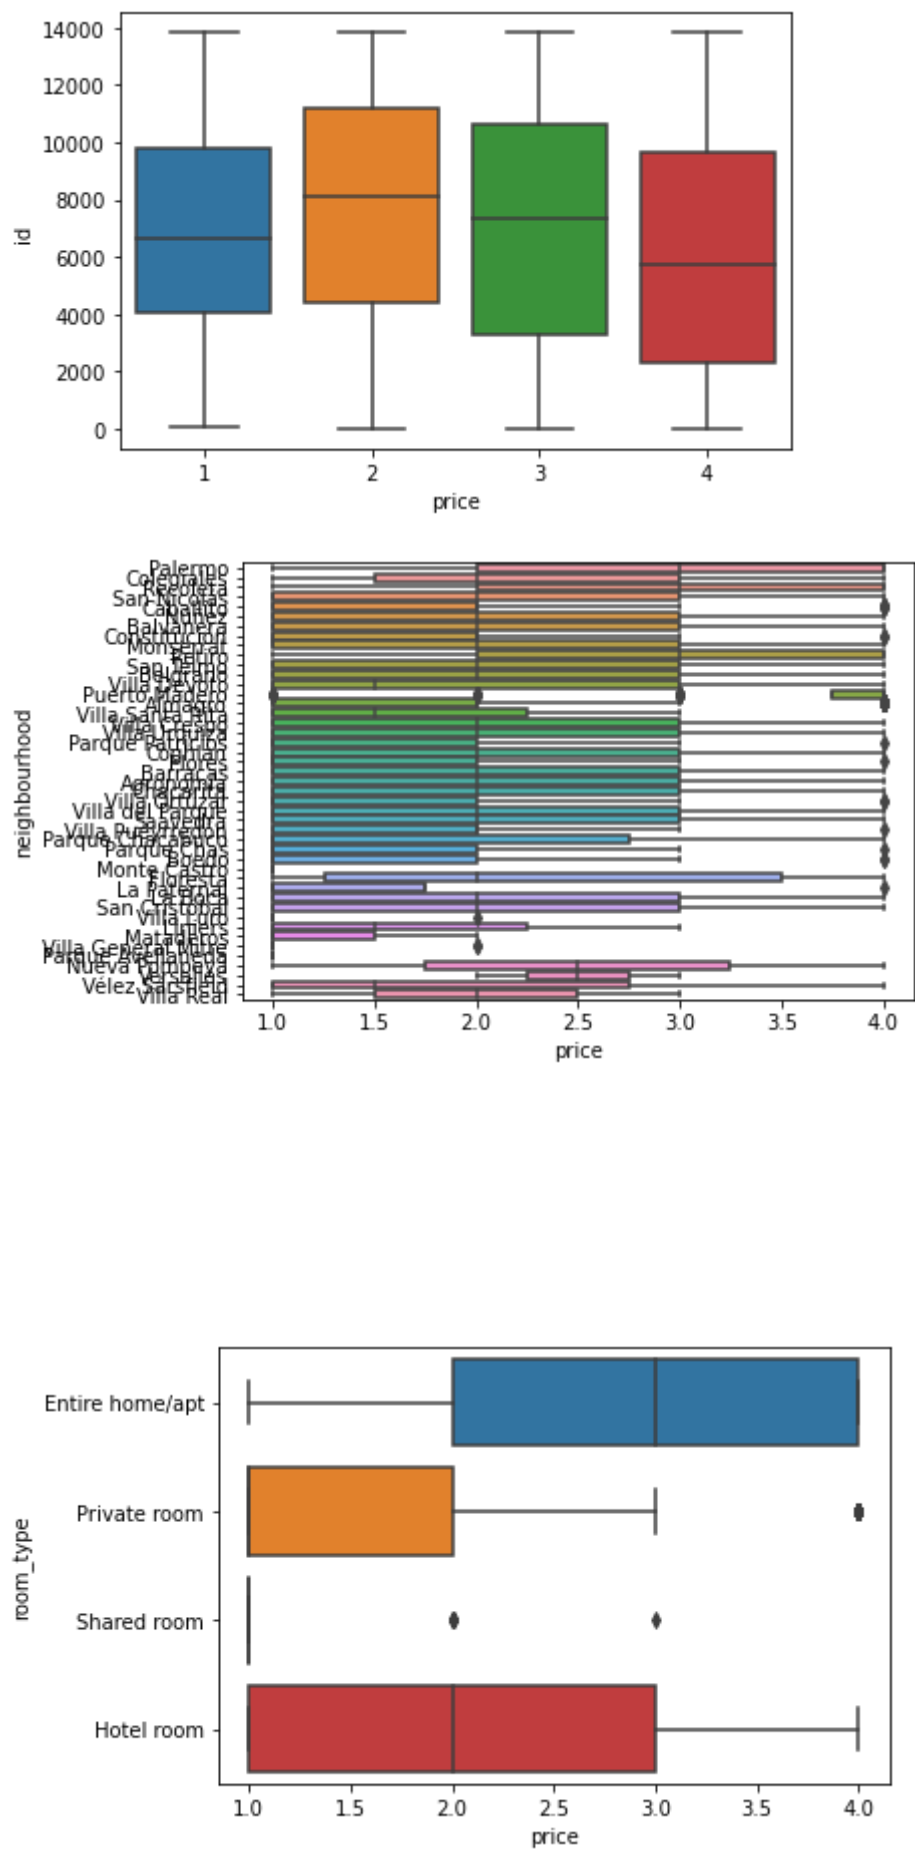 14000
12000
10000
8000
6000
4000
2000
0
id
1 2 3 4
price
Palermo
Colegiales
Recoleta
San Nicolas
Caballito
Nuñez
Balvanera
Constitucion
Monserrat
Retiro
San Telmo
Belgrano
Villa Devoto
Puerto Madero
Almagro
Villa Santa Rita
Villa Crespo
Villa Urquiza
Parque Patricios
Coghlan
Flores
Barracas
Agronomia
Chacarita
Villa Ortuzar
Villa del Parque
Saavedra
Villa Pueyrredon
Parque Chacabuco
Parque Chas
Boedo
Monte Castro
Floresta
La Paternal
La Boca
San Cristobal
Villa Luro
Liniers
Mataderos
Villa General Mitre
Parque Avellaneda
Nueva Pompeya
Versalles
Vélez Sarsfield
Villa Real
neighbourhood
1.0 1.5 2.0 2.5 3.0 3.5 4.0
price
Entire home/apt
Private room
Shared room
Hotel room
room_type
1.0 1.5 2.0 2.5 3.0 3.5 4.0
price